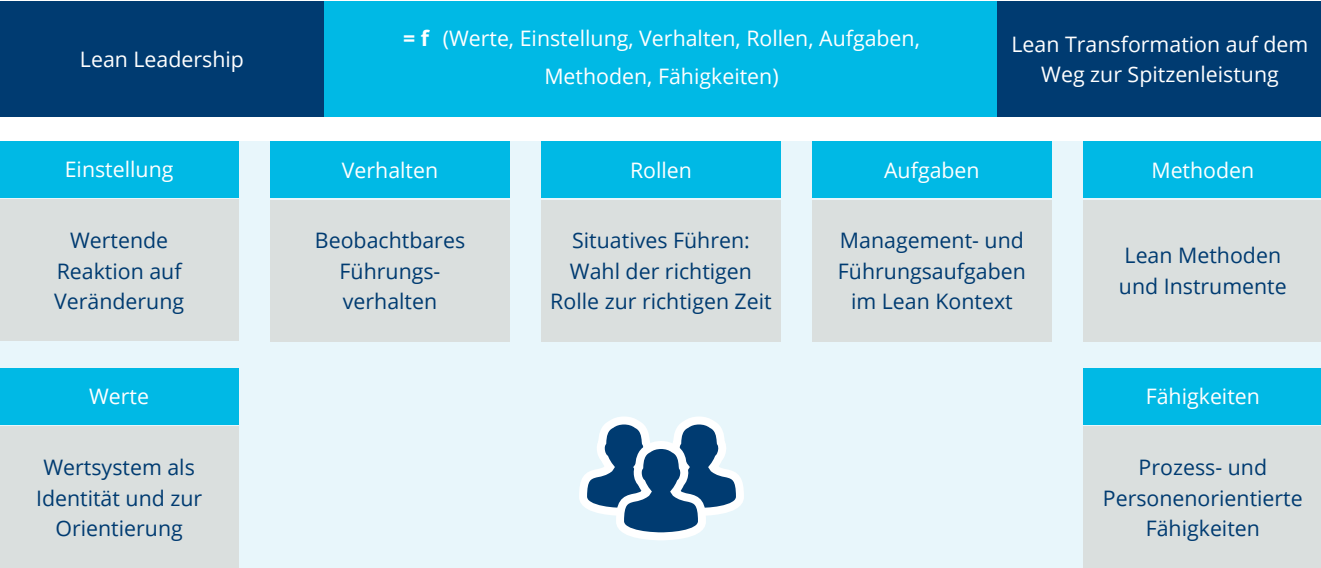 Lean Leadership
= f (Werte, Einstellung, Verhalten, Rollen, Aufgaben,
Methoden, Fähigkeiten)
Lean Transformation auf dem
Weg zur Spitzenleistung
Einstellung
Wertende
Reaktion auf
Veränderung
Verhalten
Beobachtbares
Führungs-
verhalten
Rollen
Situatives Führen:
Wahl der richtigen
Rolle zur richtigen Zeit
Aufgaben
Management- und
Führungsaufgaben
im Lean Kontext
Methoden
Lean Methoden
und Instrumente
Werte
Wertsystem als
Identität und zur
Orientierung
Fähigkeiten
Prozess- und
Personenorientierte
Fähigkeiten